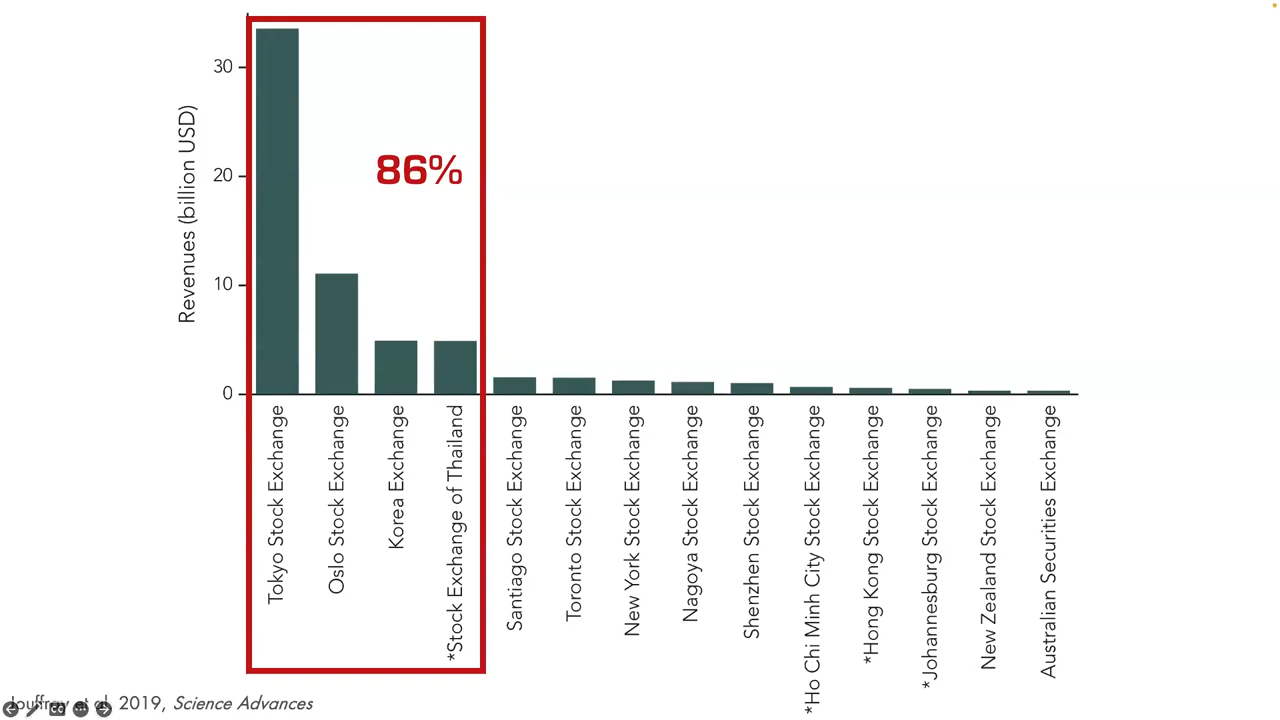 Revenues (billion USD)
30
20
10
0
86%
Tokyo Stock Exchange
Oslo Stock Exchange
Korea Exchange
*Stock Exchange of Thailand
Santiago Stock Exchange
Toronto Stock Exchange
New York Stock Exchange
Nagoya Stock Exchange
Shenzhen Stock Exchange
*Ho Chi Minh City Stock Exchange
*Hong Kong Stock Exchange
*Johannesburg Stock Exchange
New Zealand Stock Exchange
Australian Securities Exchange
Jouffray et al. 2019, Science Advances